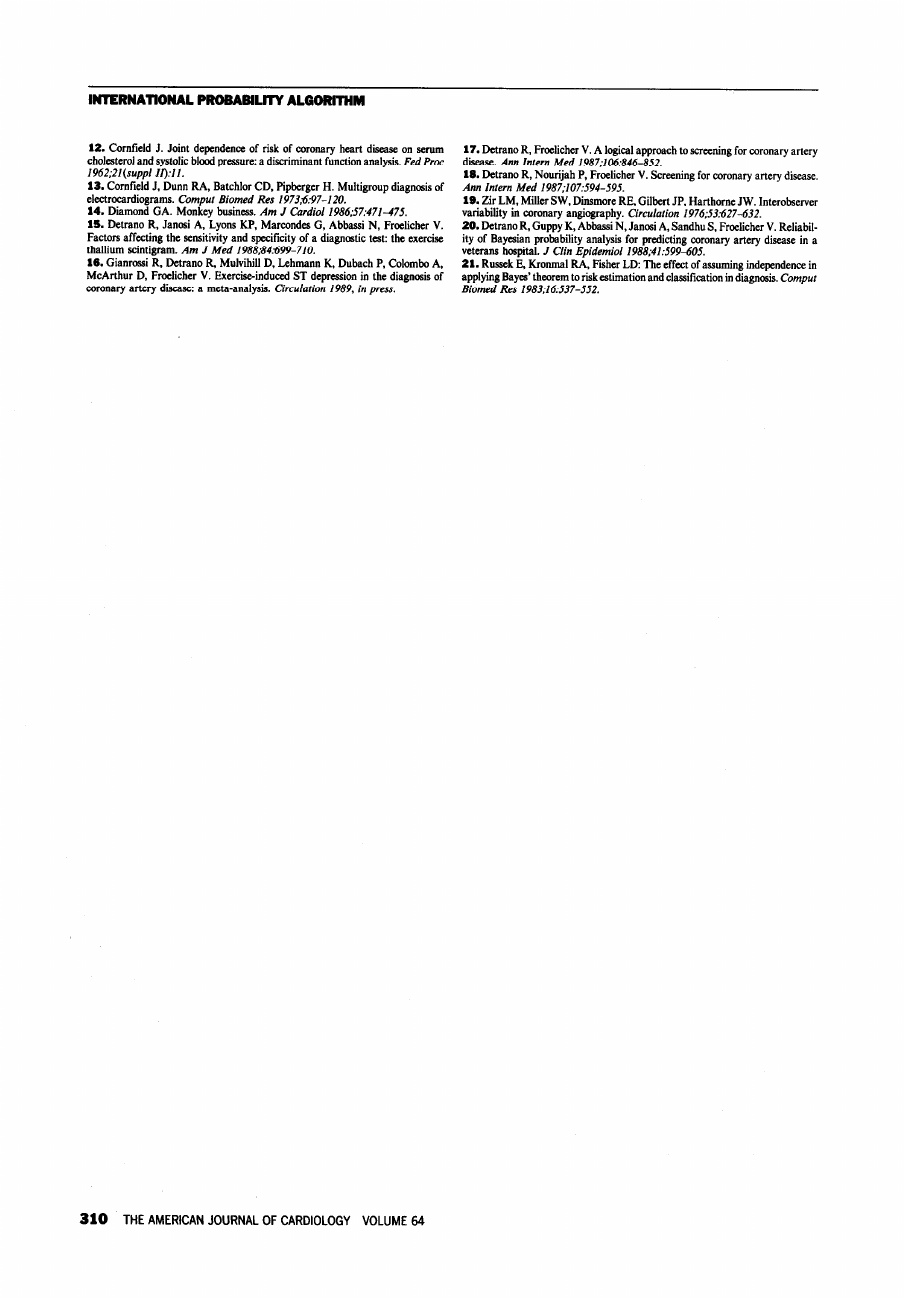 INTERNATIONAL PROBABILITY ALGORITHM
12. Cornfield J. Joint dependence of risk of coronary heart disease on serum
cholesterol and systolic blood pressure: a discriminant function analysis. Fed Proc
1962;21(suppl II):11.
13. Cornfield J, Dunn RA, Batchlor CD, Pipberger H. Multigroup diagnosis of
electrocardiograms. Comput Biomed Res 1973;6:97–120.
14. Diamond GA. Monkey business. Am J Cardiol 1986;57:471–475.
15. Detrano R, Janosi A, Lyons KP, Marcondes G, Abbassi N, Froelicher V.
Factors affecting the sensitivity and specificity of a diagnostic test: the exercise
thallium scintigram. Am J Med 1988;84:699–710.
16. Gianrossi R, Detrano R, Mulvihill D, Lehmann K, Dubach P, Colombo A,
McArthur D, Froelicher V. Exercise-induced ST depression in the diagnosis of
coronary artery disease: a meta-analysis. Circulation 1989, in press.
17. Detrano R, Froelicher V. A logical approach to screening for coronary artery
disease. Ann Intern Med 1987;106:846–852.
18. Detrano R, Nourijah P, Froelicher V. Screening for coronary artery disease.
Ann Intern Med 1987;107:594–595.
19. Zir LM, Miller SW, Dinsmore RE, Gilbert JP, Harthorne JW. Interobserver
variability in coronary angiography. Circulation 1976;53:627–632.
20. Detrano R, Guppy K, Abbassi N, Janosi A, Sandhu S, Froelicher V. Reliabil-
ity of Bayesian probability analysis for predicting coronary artery disease in a
veterans hospital. J Clin Epidemiol 1988;41:599–605.
21. Russek E, Kronmal RA, Fisher LD: The effect of assuming independence in
applying Bayes' theorem to risk estimation and classification in diagnosis. Comput
Biomed Res 1983;16:537–552.
310 THE AMERICAN JOURNAL OF CARDIOLOGY VOLUME 64